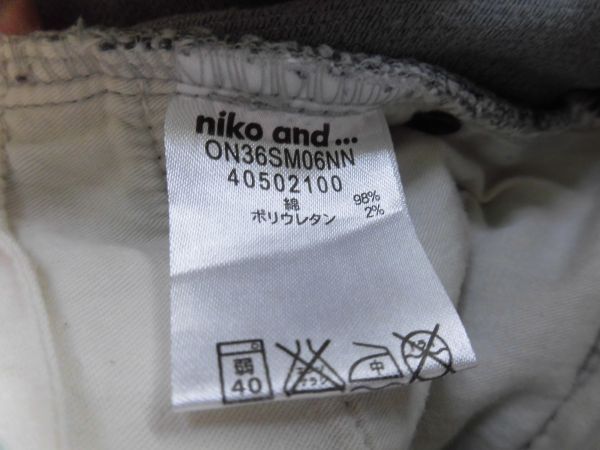 niko and ...
ON36SM06NN
40502100
綿 98%
ポリウレタン 2%
弱 中
40